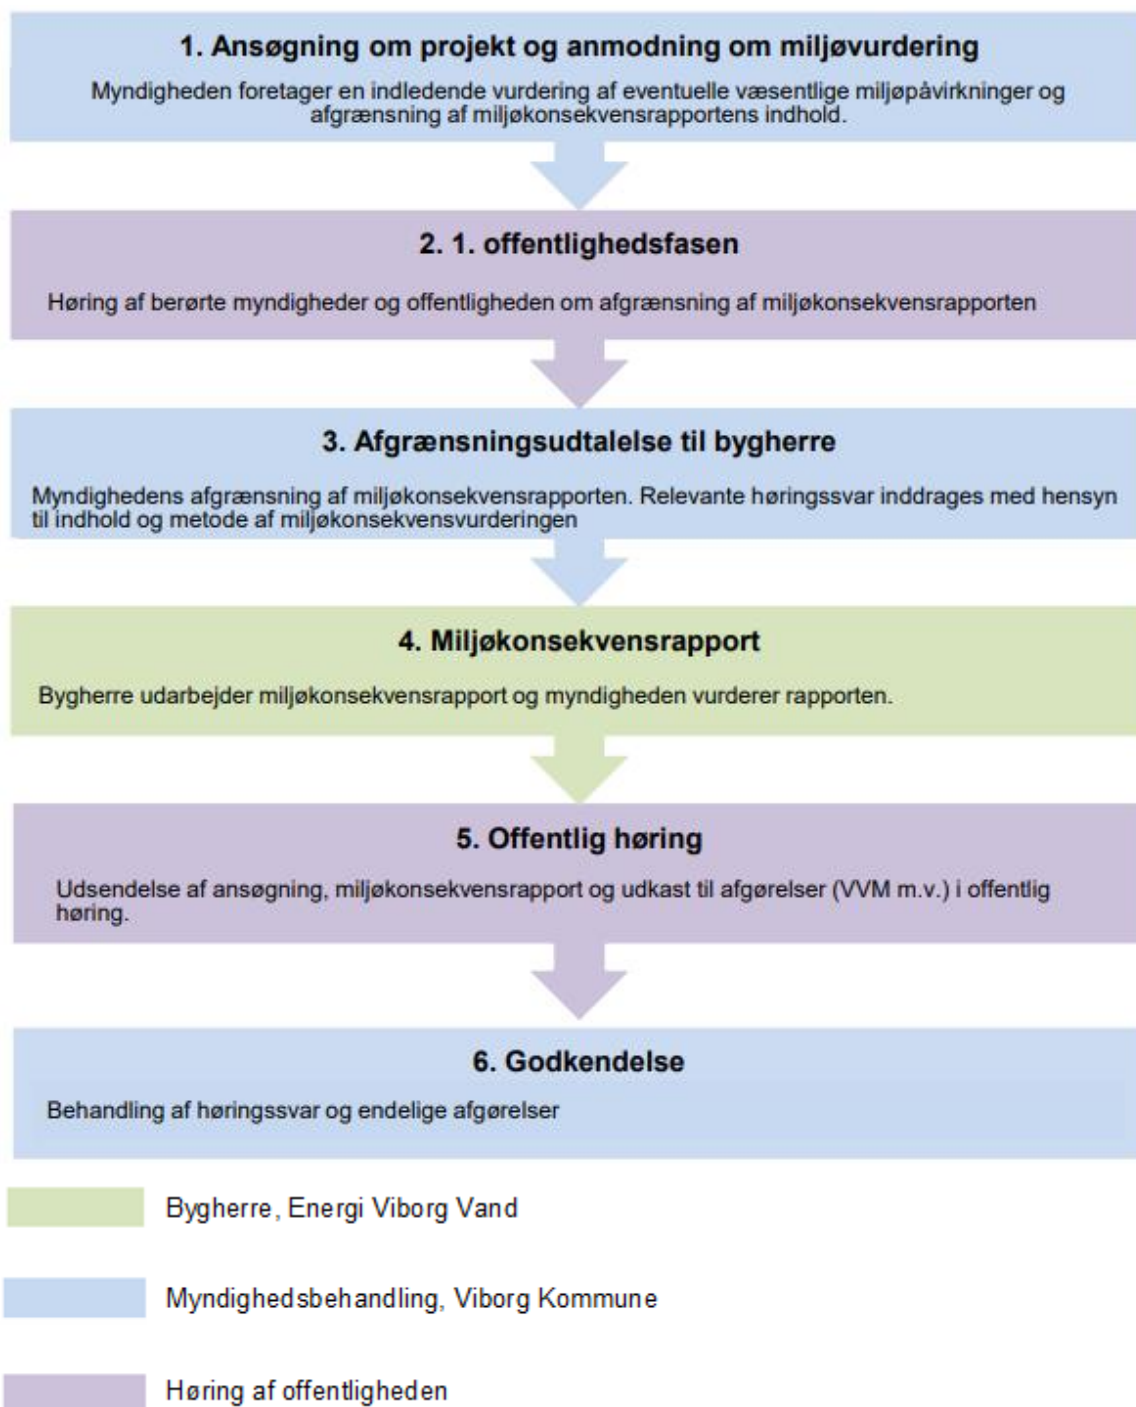 1. Ansøgning om projekt og anmodning om miljøvurdering
Myndigheden foretager en indledende vurdering af eventuelle væsentlige miljøpåvirkninger og
afgrænsning af miljøkonsekvensrapportens indhold.
2. 1. offentlighedsfasen
Høring af berørte myndigheder og offentligheden om afgrænsning af miljøkonsekvensrapporten
3. Afgrænsningsudtalelse til bygherre
Myndighedens afgrænsning af miljøkonsekvensrapporten. Relevante høringssvar inddrages med hensyn
til indhold og metode af miljøkonsekvensvurderingen
4. Miljøkonsekvensrapport
Bygherre udarbejder miljøkonsekvensrapport og myndigheden vurderer rapporten.
5. Offentlig høring
Udsendelse af ansøgning, miljøkonsekvensrapport og udkast til afgørelser (VVM m.v.) i offentlig
høring.
6. Godkendelse
Behandling af høringssvar og endelige afgørelser
Bygherre, Energi Viborg Vand
Myndighedsbehandling, Viborg Kommune
Høring af offentligheden